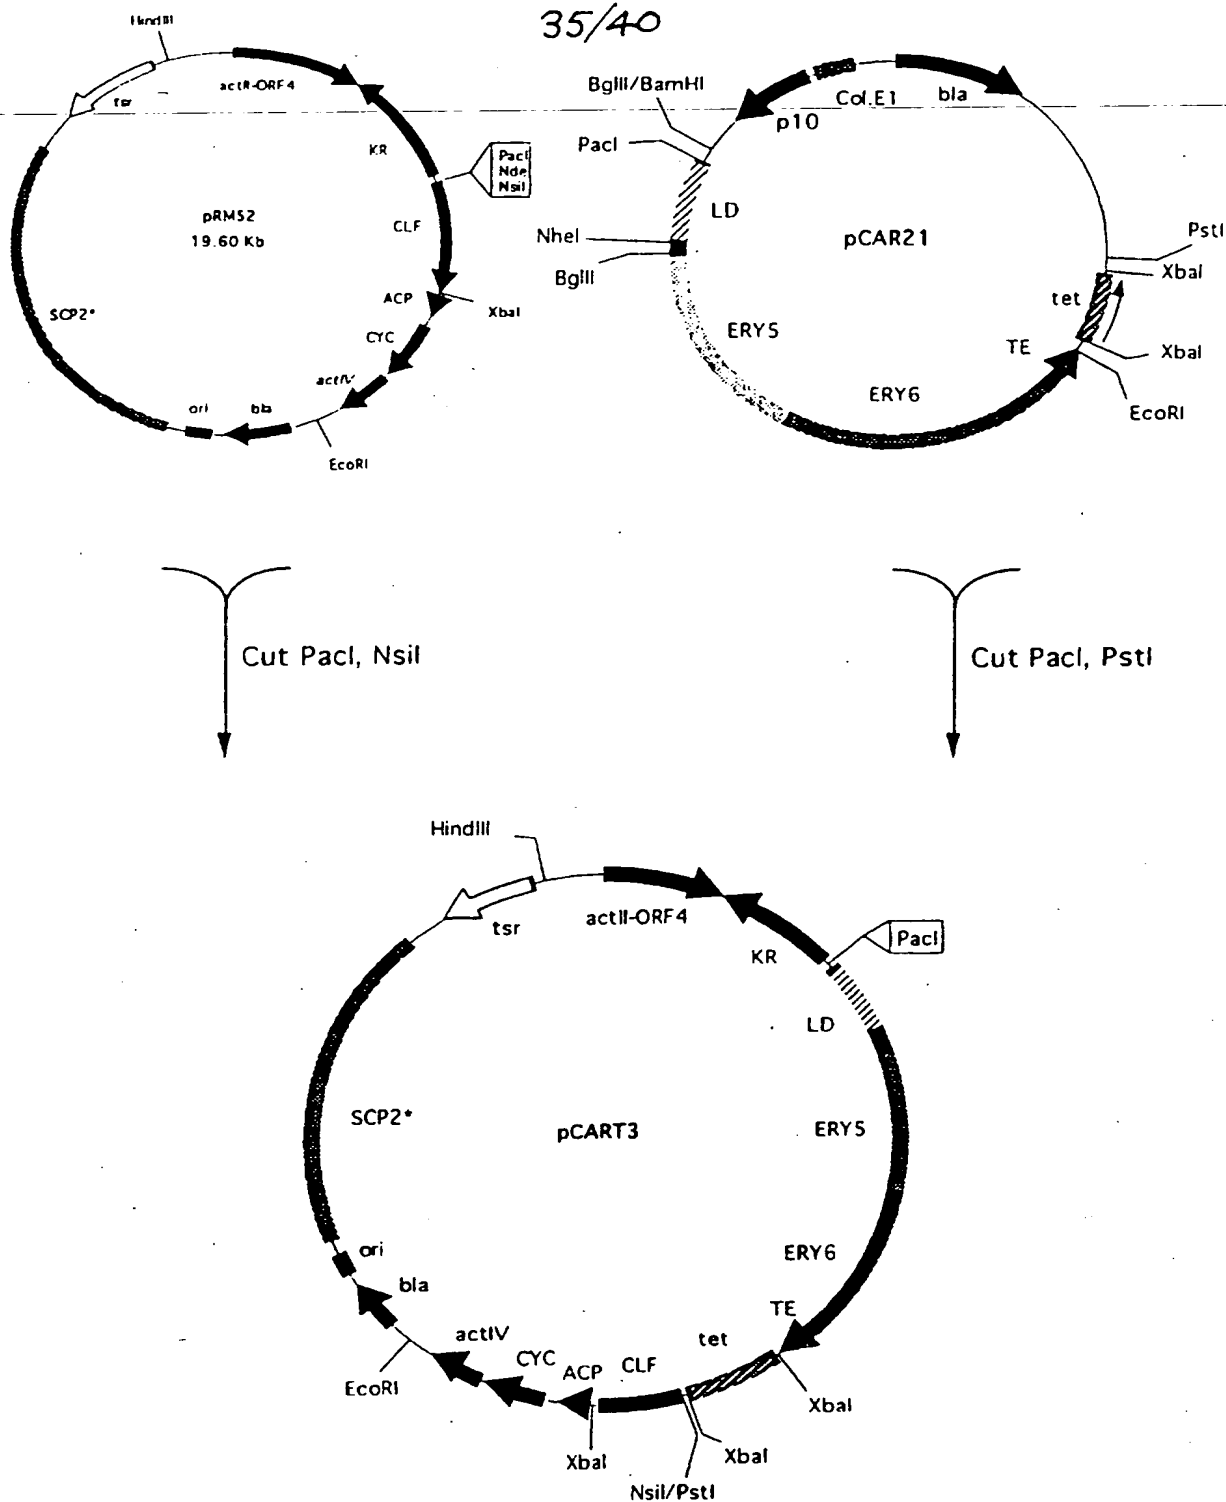 35/40
HindIII
tsr
actII-ORF4
KR
PacI
Nde
NsiI
pRM52
19.60 Kb
CLF
ACP
XbaI
CYC
actIV
SCP2*
ori
bla
EcoRI
BglII/BamHI
Col.E1
bla
p10
PacI
LD
NheI
pCAR21
PstI
BglII
XbaI
tet
ERY5
TE
XbaI
ERY6
EcoRI
Cut PacI, NsiI
Cut PacI, PstI
HindIII
tsr
actII-ORF4
KR
PacI
LD
SCP2*
pCART3
ERY5
ori
ERY6
bla
TE
actIV
tet
CYC
ACP
CLF
EcoRI
XbaI
XbaI
XbaI
NsiI/PstI